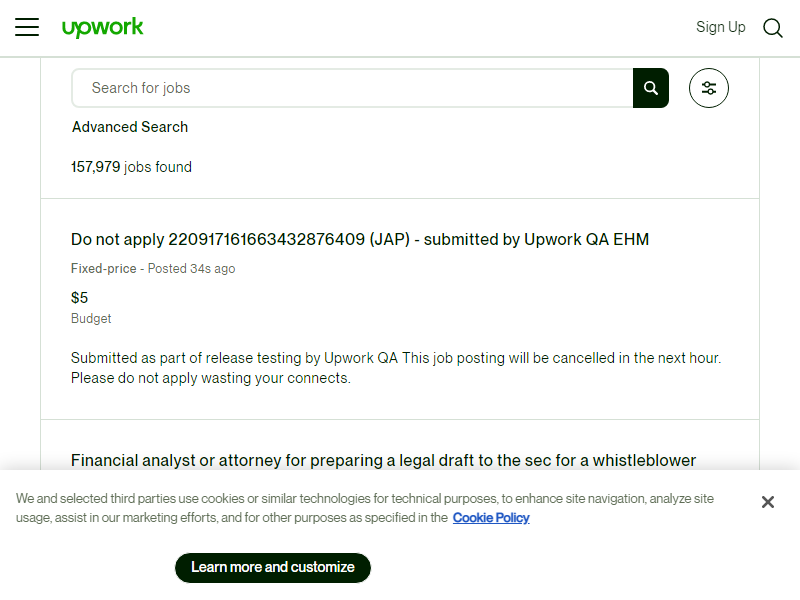 upwork
Sign Up
Search for jobs
Advanced Search
157,979 jobs found
Do not apply 220917161663432876409 (JAP) - submitted by Upwork QA EHM
Fixed-price - Posted 34s ago
$5
Budget
Submitted as part of release testing by Upwork QA This job posting will be cancelled in the next hour.
Please do not apply wasting your connects.
Financial analyst or attorney for preparing a legal draft to the sec for a whistleblower
We and selected third parties use cookies or similar technologies for technical purposes, to enhance site navigation, analyze site
usage, assist in our marketing efforts, and for other purposes as specified in the Cookie Policy
Learn more and customize